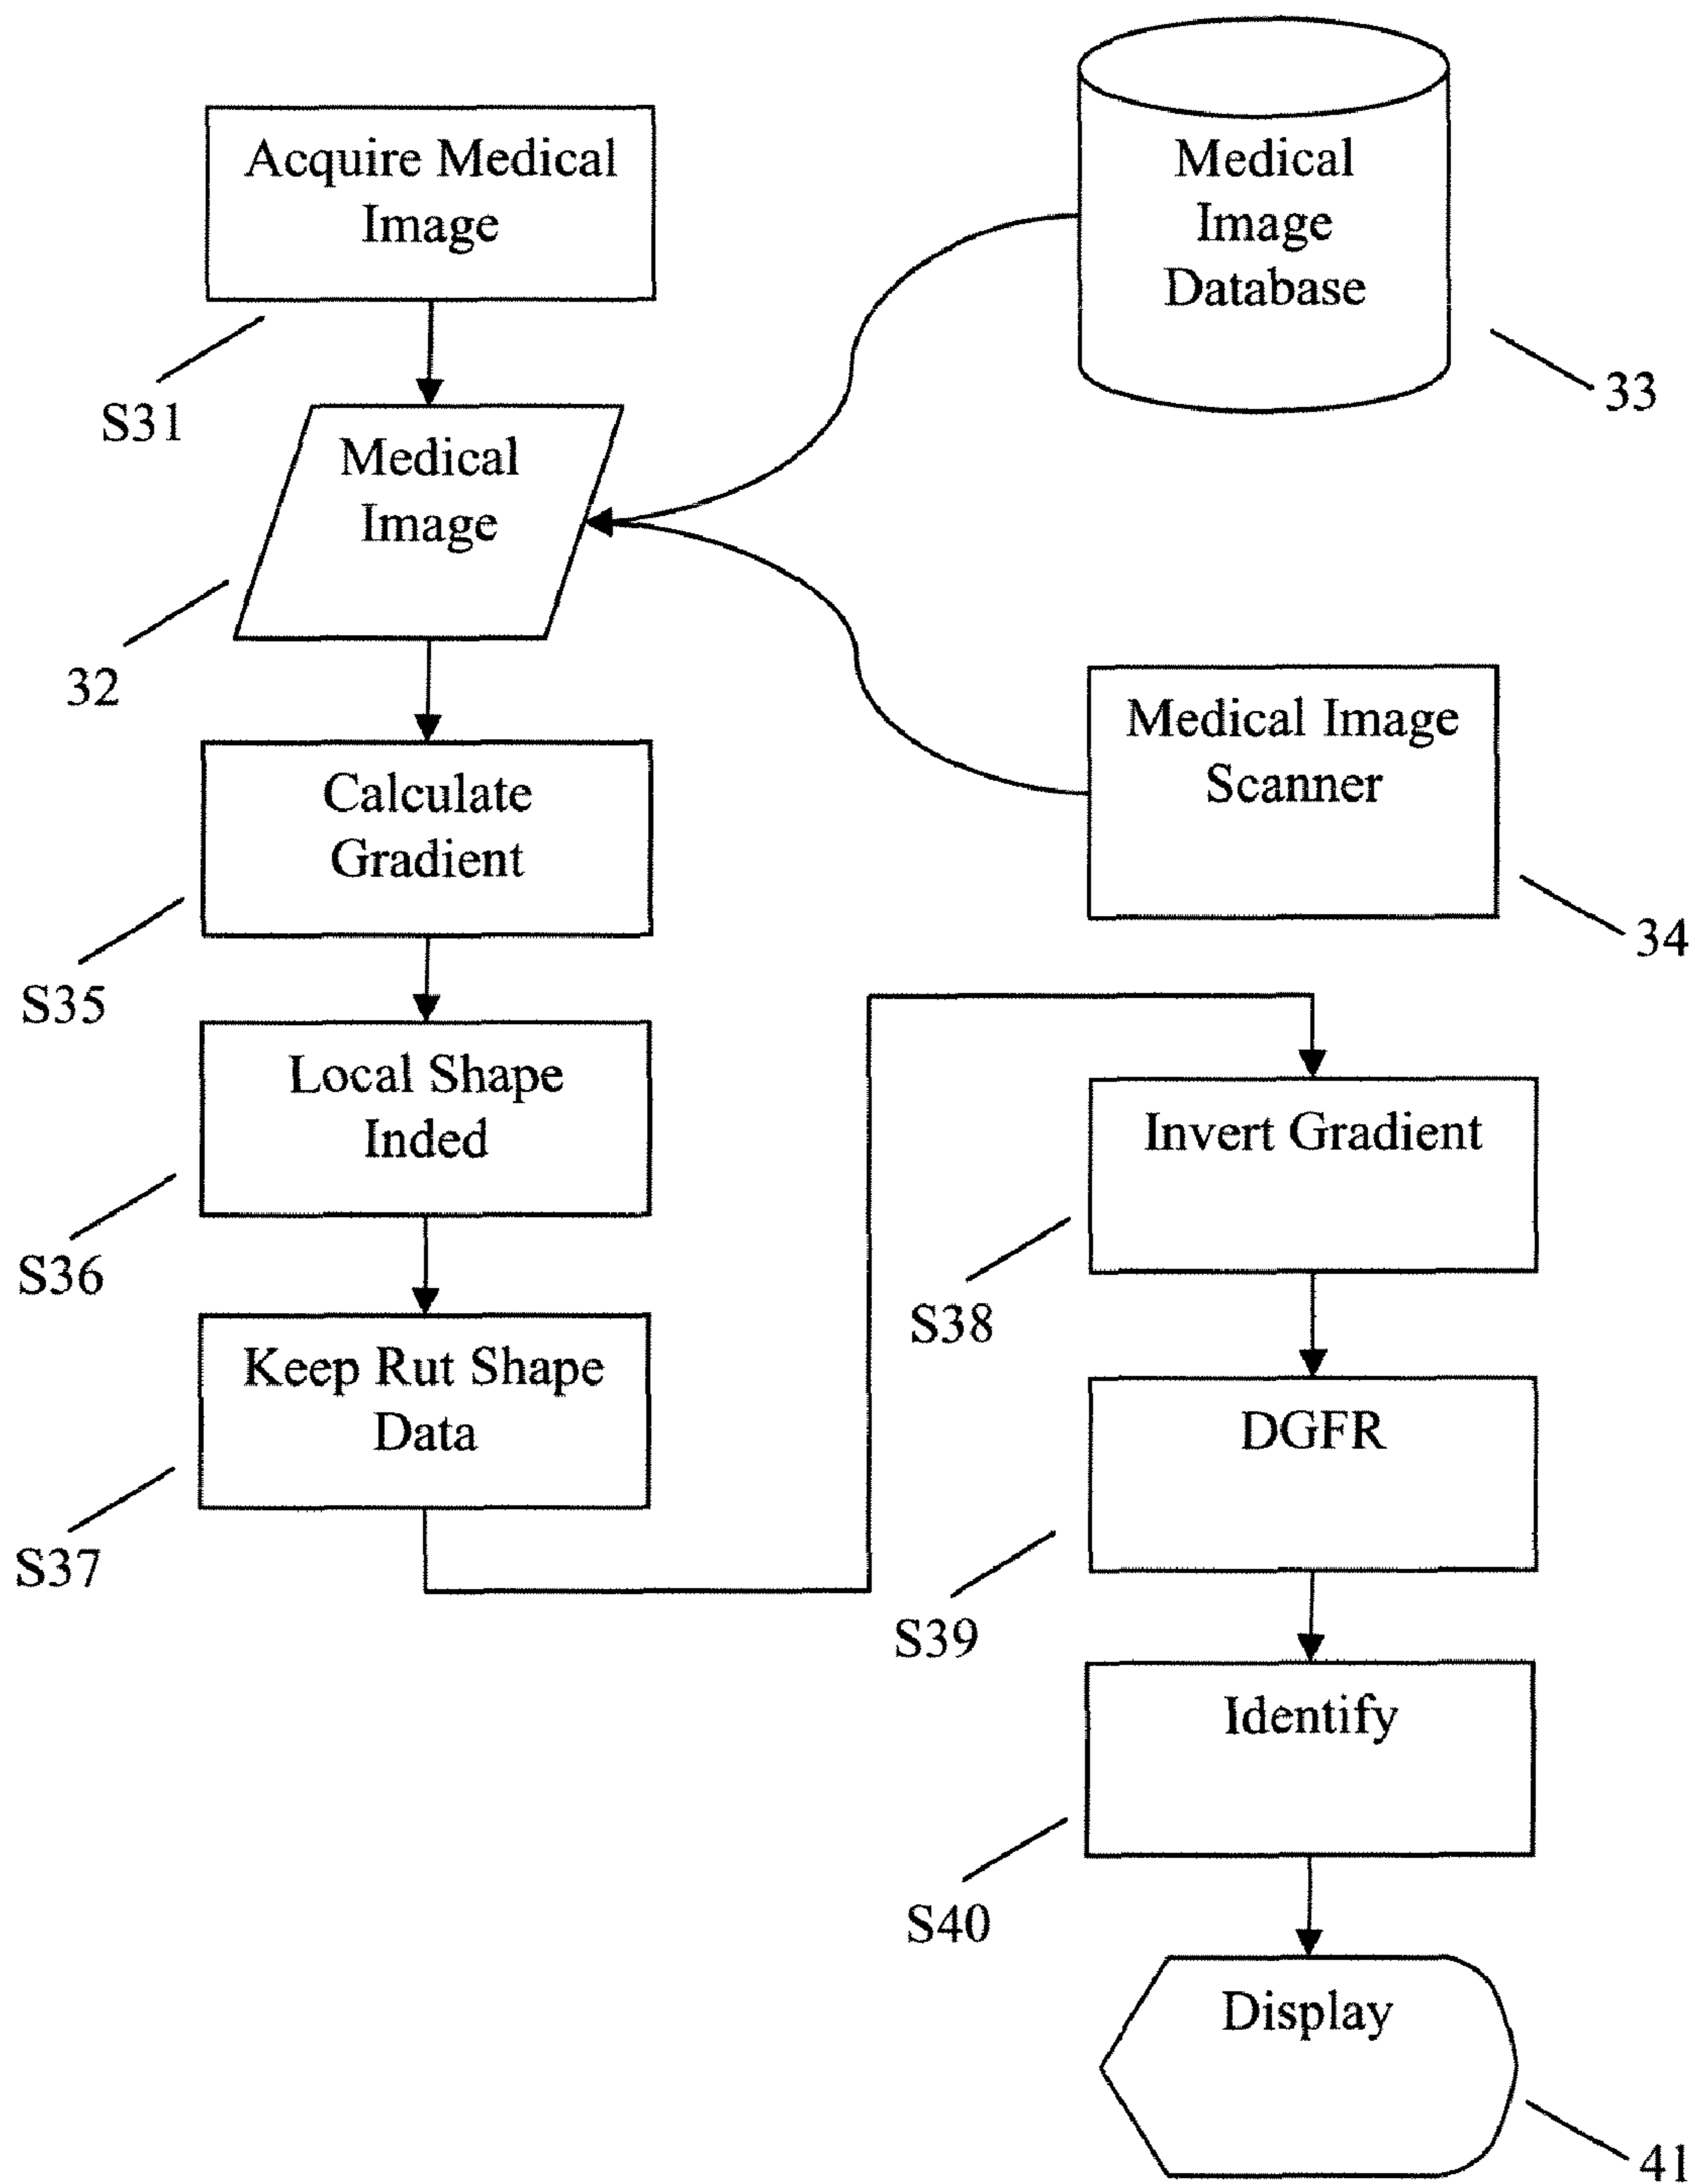 Acquire Medical
Image
S31
Medical
Image
Database
33
Medical
Image
32
Medical Image
Scanner
34
Calculate
Gradient
S35
Local Shape
Inded
S36
Keep Rut Shape
Data
S37
Invert Gradient
S38
DGFR
S39
Identify
S40
Display
41